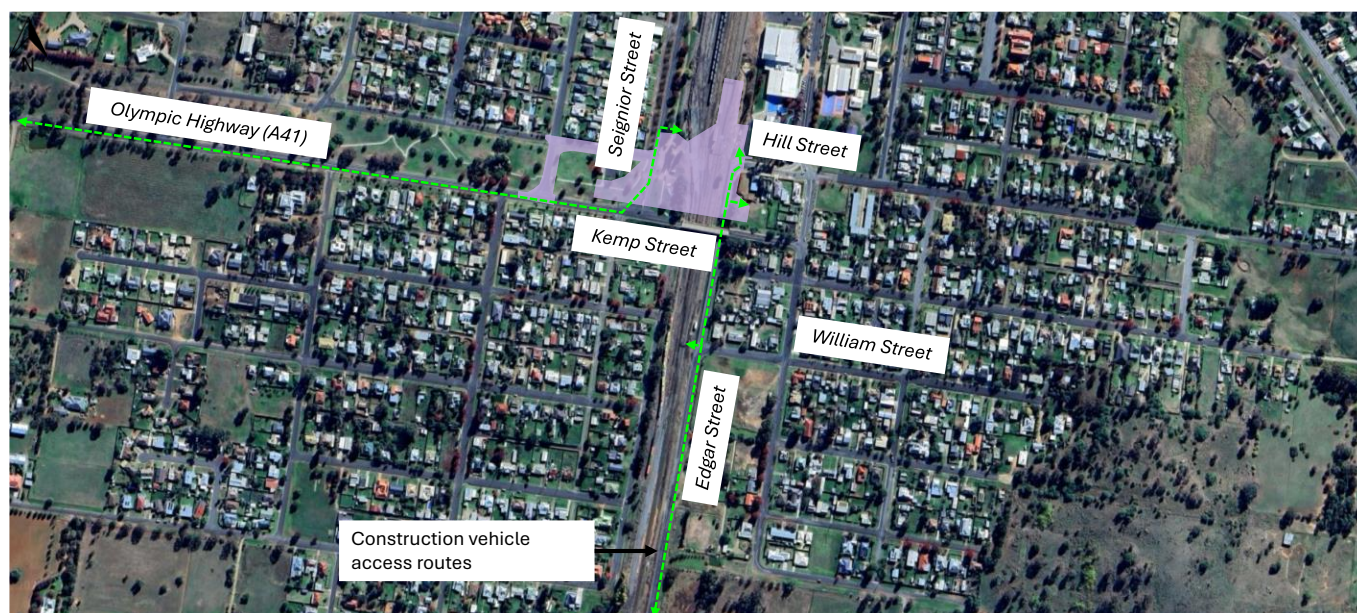 Olympic Highway (A41)
Seignior Street
Hill Street
Kemp Street
William Street
Edgar Street
Construction vehicle
access routes